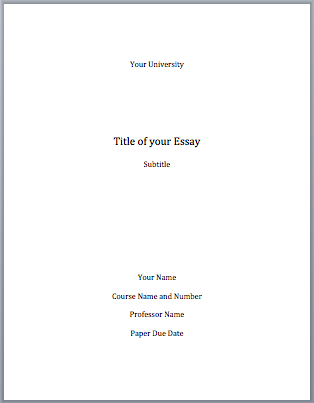 Your University
Title of your Essay
Subtitle
Your Name
Course Name and Number
Professor Name
Paper Due Date